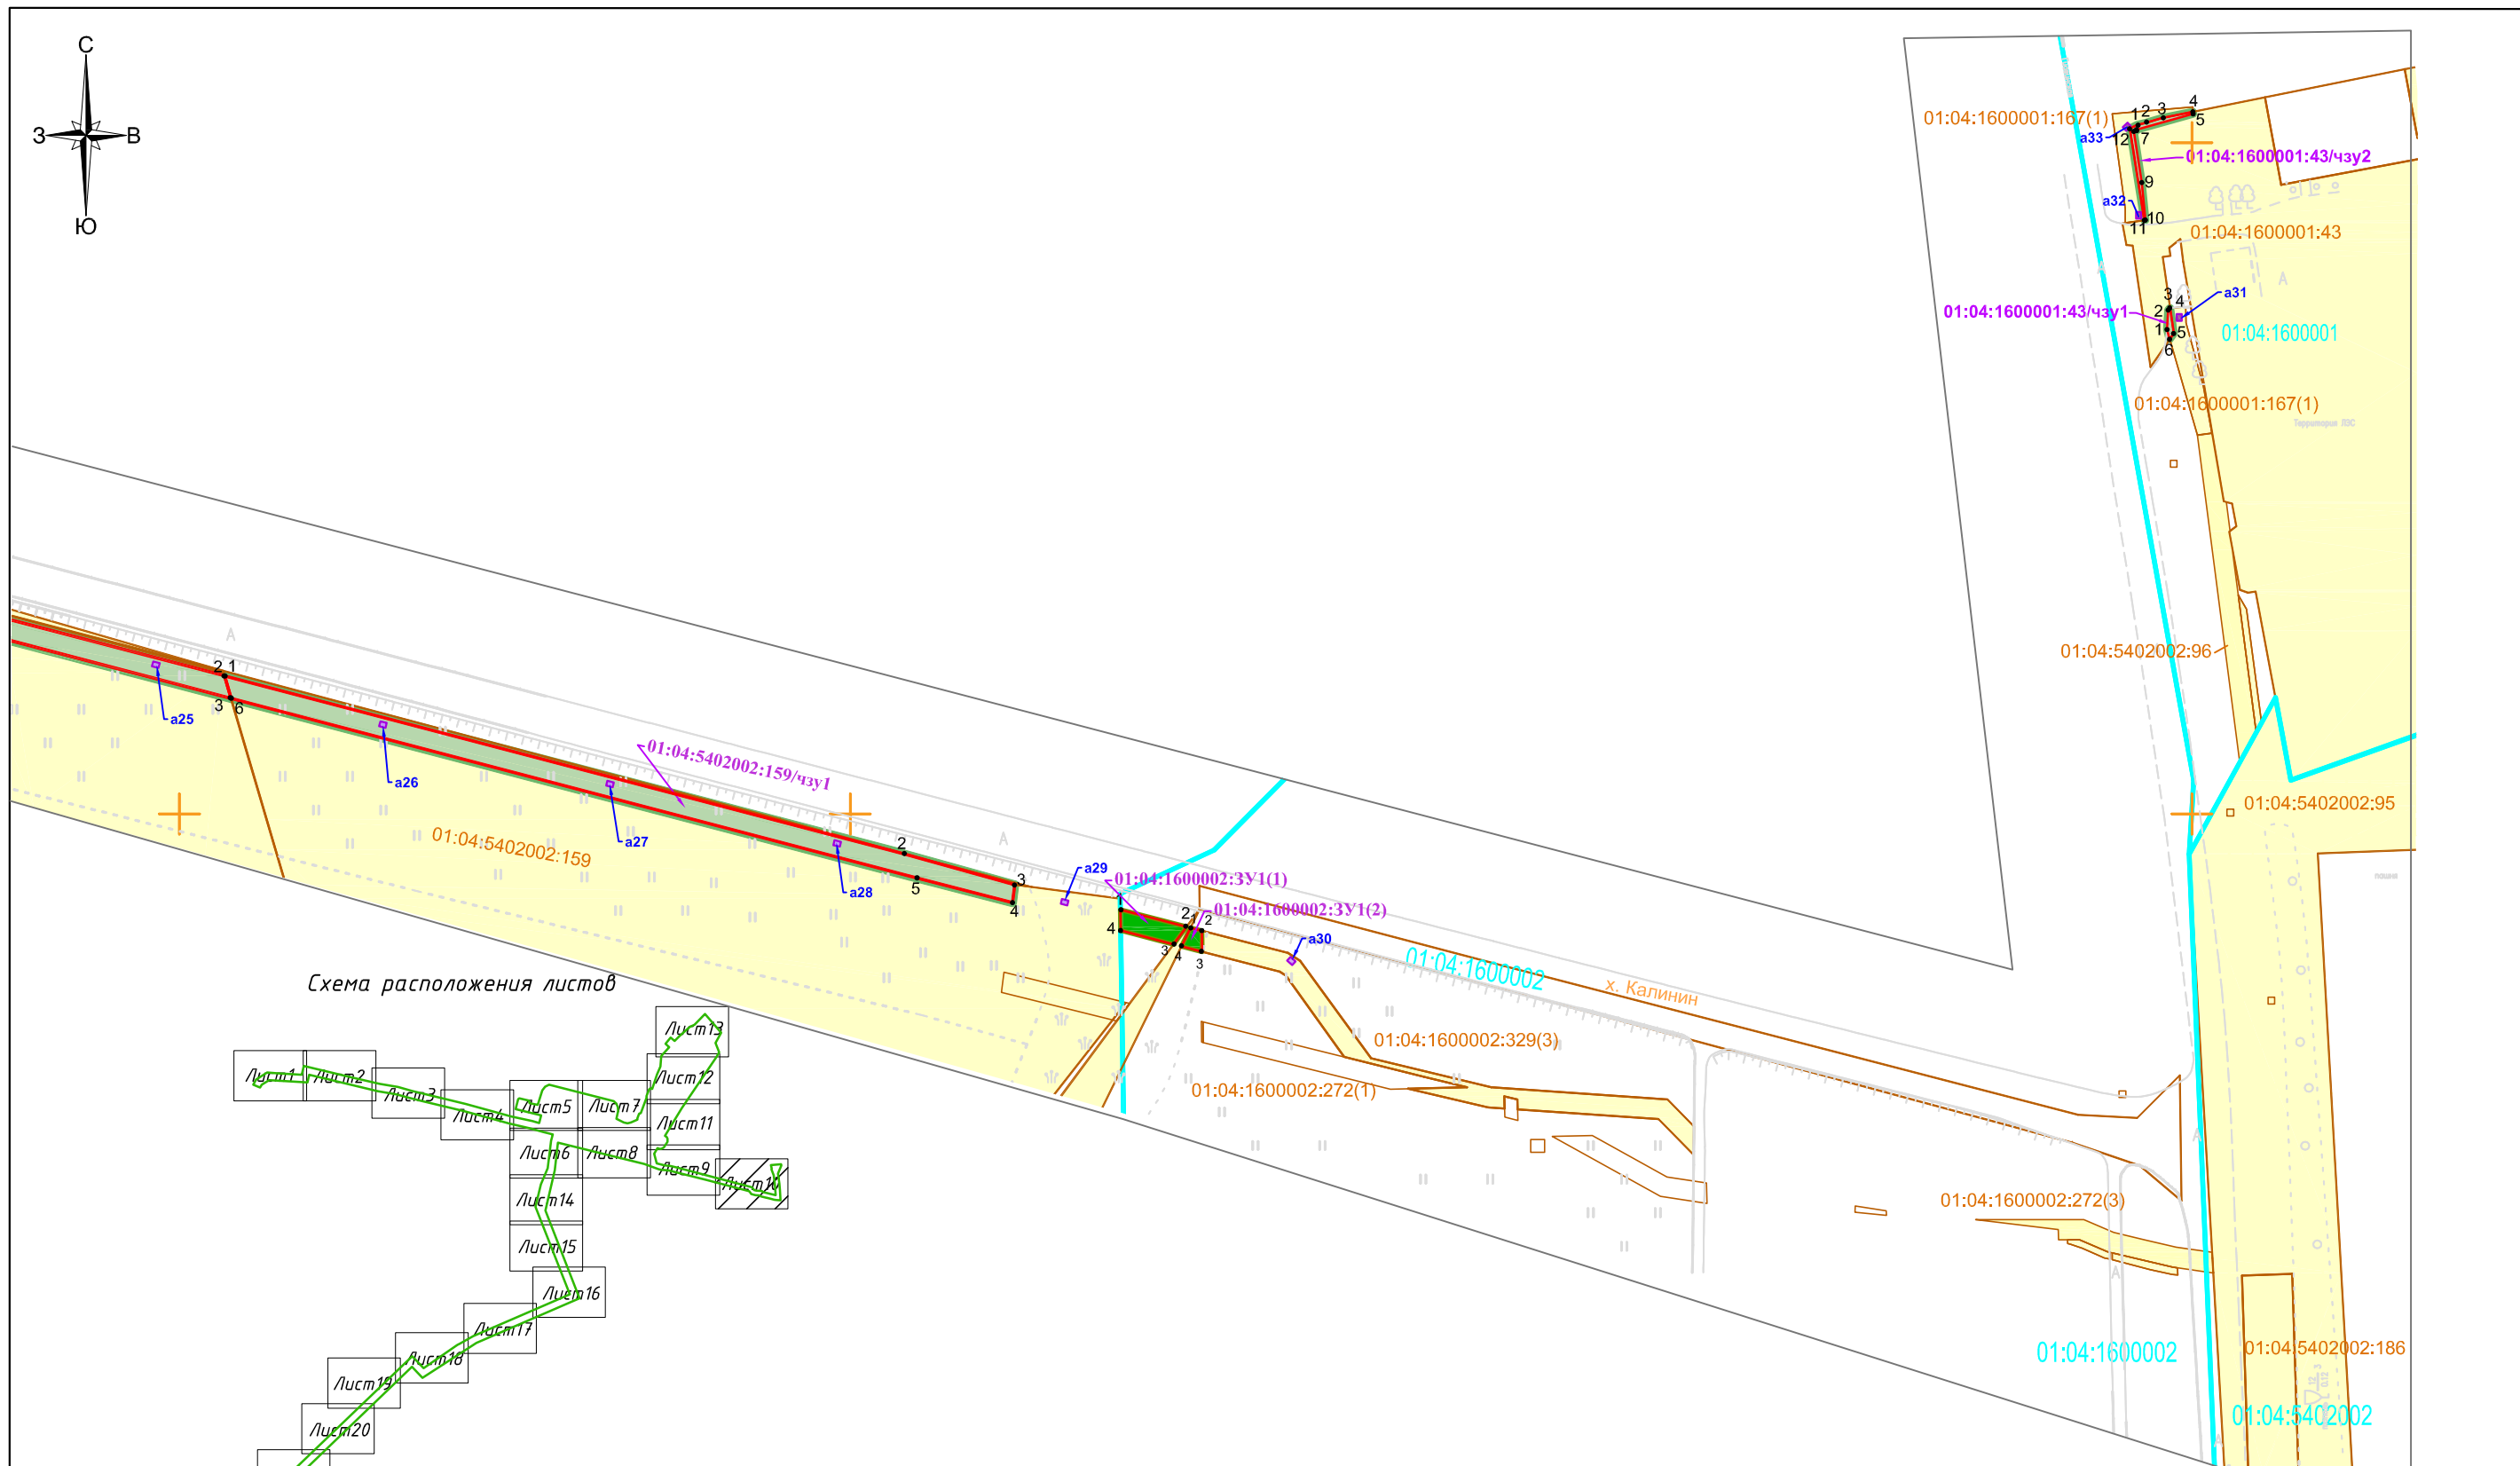 С
З
В
Ю
01:04:1600001:167(1)
1
2
3
4
5
а33
12
7
01:04:1600001:43/чзу2
9
а32
10
11
01:04:1600001:43
А
А
3
4
а31
01:04:1600001:43/чзу1
2
1
5
6
01:04:1600001
01:04:1600001:167(1)
Территория ЛЭС
А
2
1
01:04:5402002:96
3
6
а25
01:04:5402002:159/чзу1
а26
01:04:5402002:95
01:04:5402002:159
а27
А
2
а28
5
3
4
а29
01:04:1600002:ЗУ1(1)
пашня
1
01:04:1600002:ЗУ1(2)
4
2
1
2
3
4
3
а30
01:04:1600002
х. Калинин
Схема расположения листов
01:04:1600002:329(3)
01:04:1600002:272(1)
Лист1
Лист2
Лист3
Лист4
Лист5
Лист7
Лист13
Лист12
Лист11
Лист6
Лист8
Лист9
Лист10
Лист14
Лист15
Лист16
Лист17
Лист18
Лист19
Лист20
А
01:04:1600002:272(3)
А
01:04:1600002
01:04:5402002:186
01:04:5402002
А